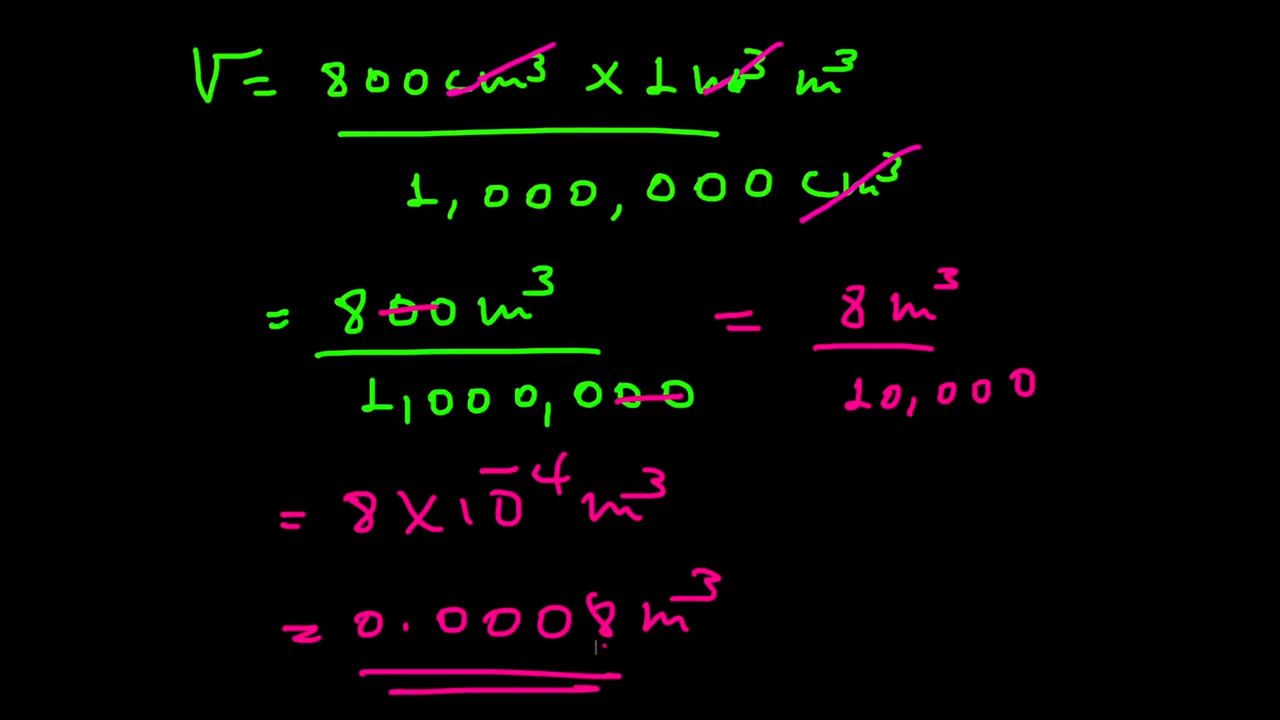 V = 800 cm³ × 1 m³ m³
1,000,000 cm³
= 800 m³ = 8 m³
1,000,000 10,000
= 8 × 10⁻⁴ m³
= 0.0008 m³